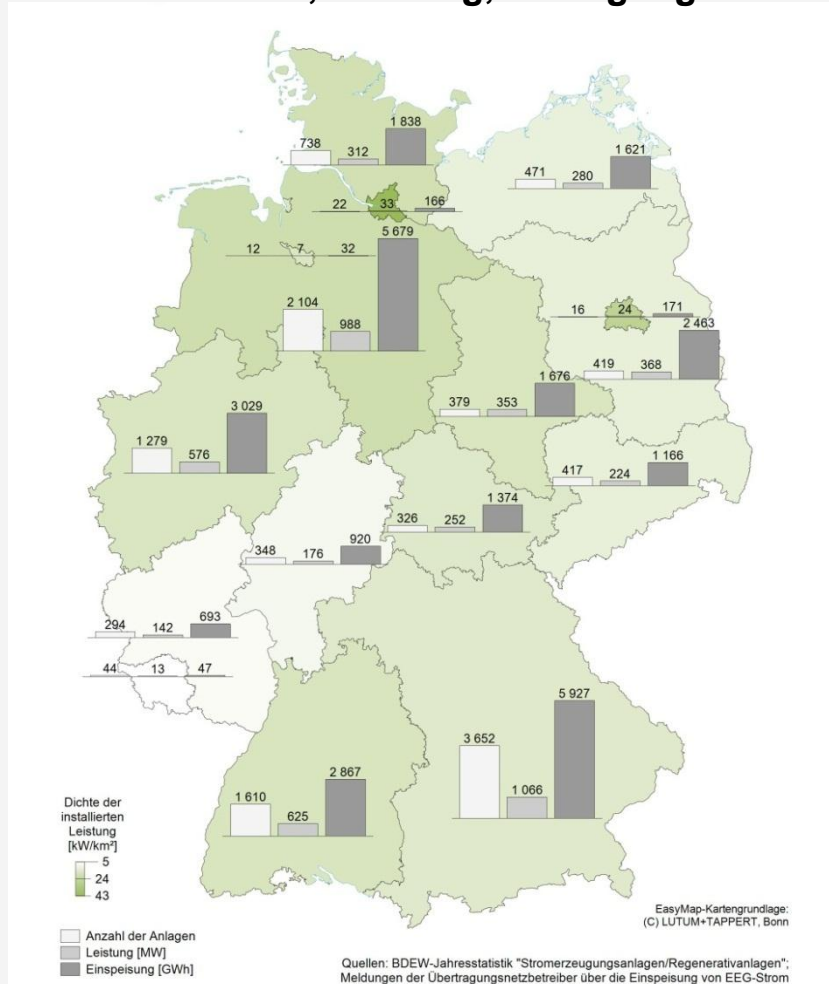 738 312 1 838
471 280 1 621
22 33 166
12 7 32
2 104 988 5 679
16 24 171
419 368 2 463
379 353 1 676
1 279 576 3 029
417 224 1 166
326 252 1 374
348 176 920
294 142 693
44 13 47
3 652 1 066 5 927
1 610 625 2 867
Dichte der
installierten
Leistung
[kW/km²]
5
24
43
Anzahl der Anlagen
Leistung [MW]
Einspeisung [GWh]
EasyMap-Kartengrundlage:
(C) LUTUM+TAPPERT, Bonn
Quellen: BDEW-Jahresstatistik "Stromerzeugungsanlagen/Regenerativanlagen";
Meldungen der Übertragungsnetzbetreiber über die Einspeisung von EEG-Strom